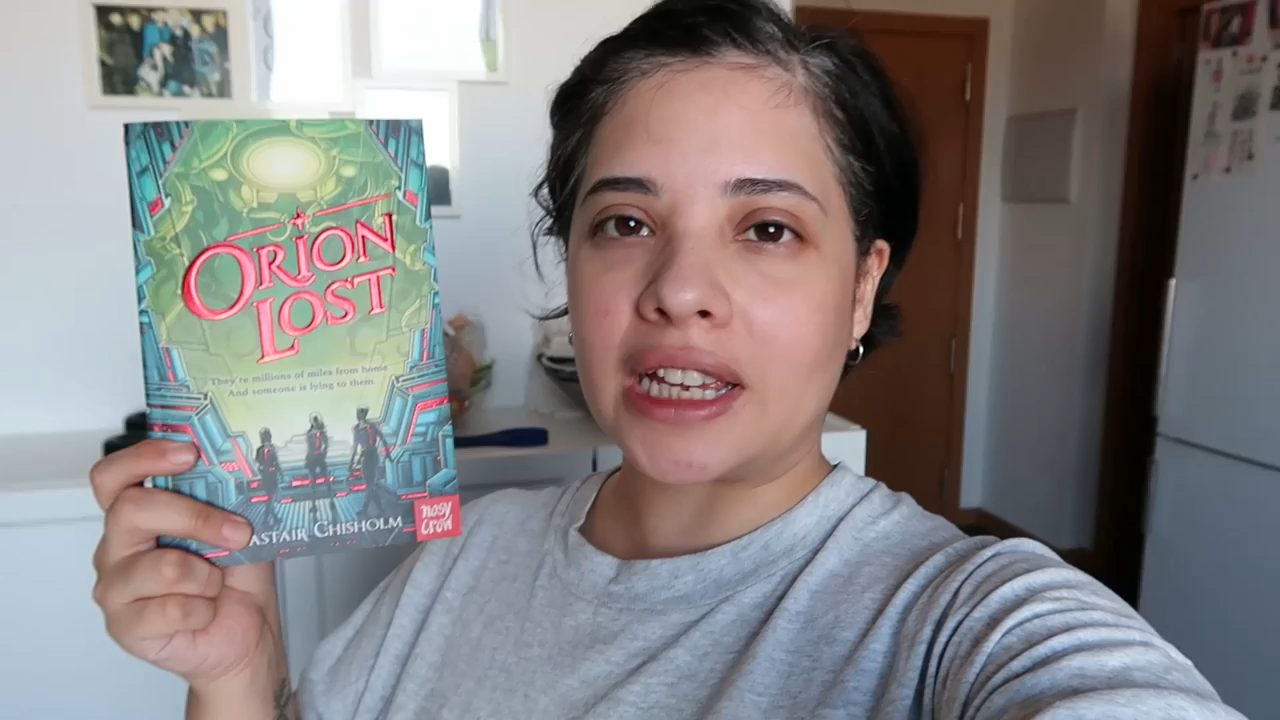 ORION
LOST
They're millions of miles from home
And someone is lying to them.
ASTAIR CHISHOLM
nosy
crow